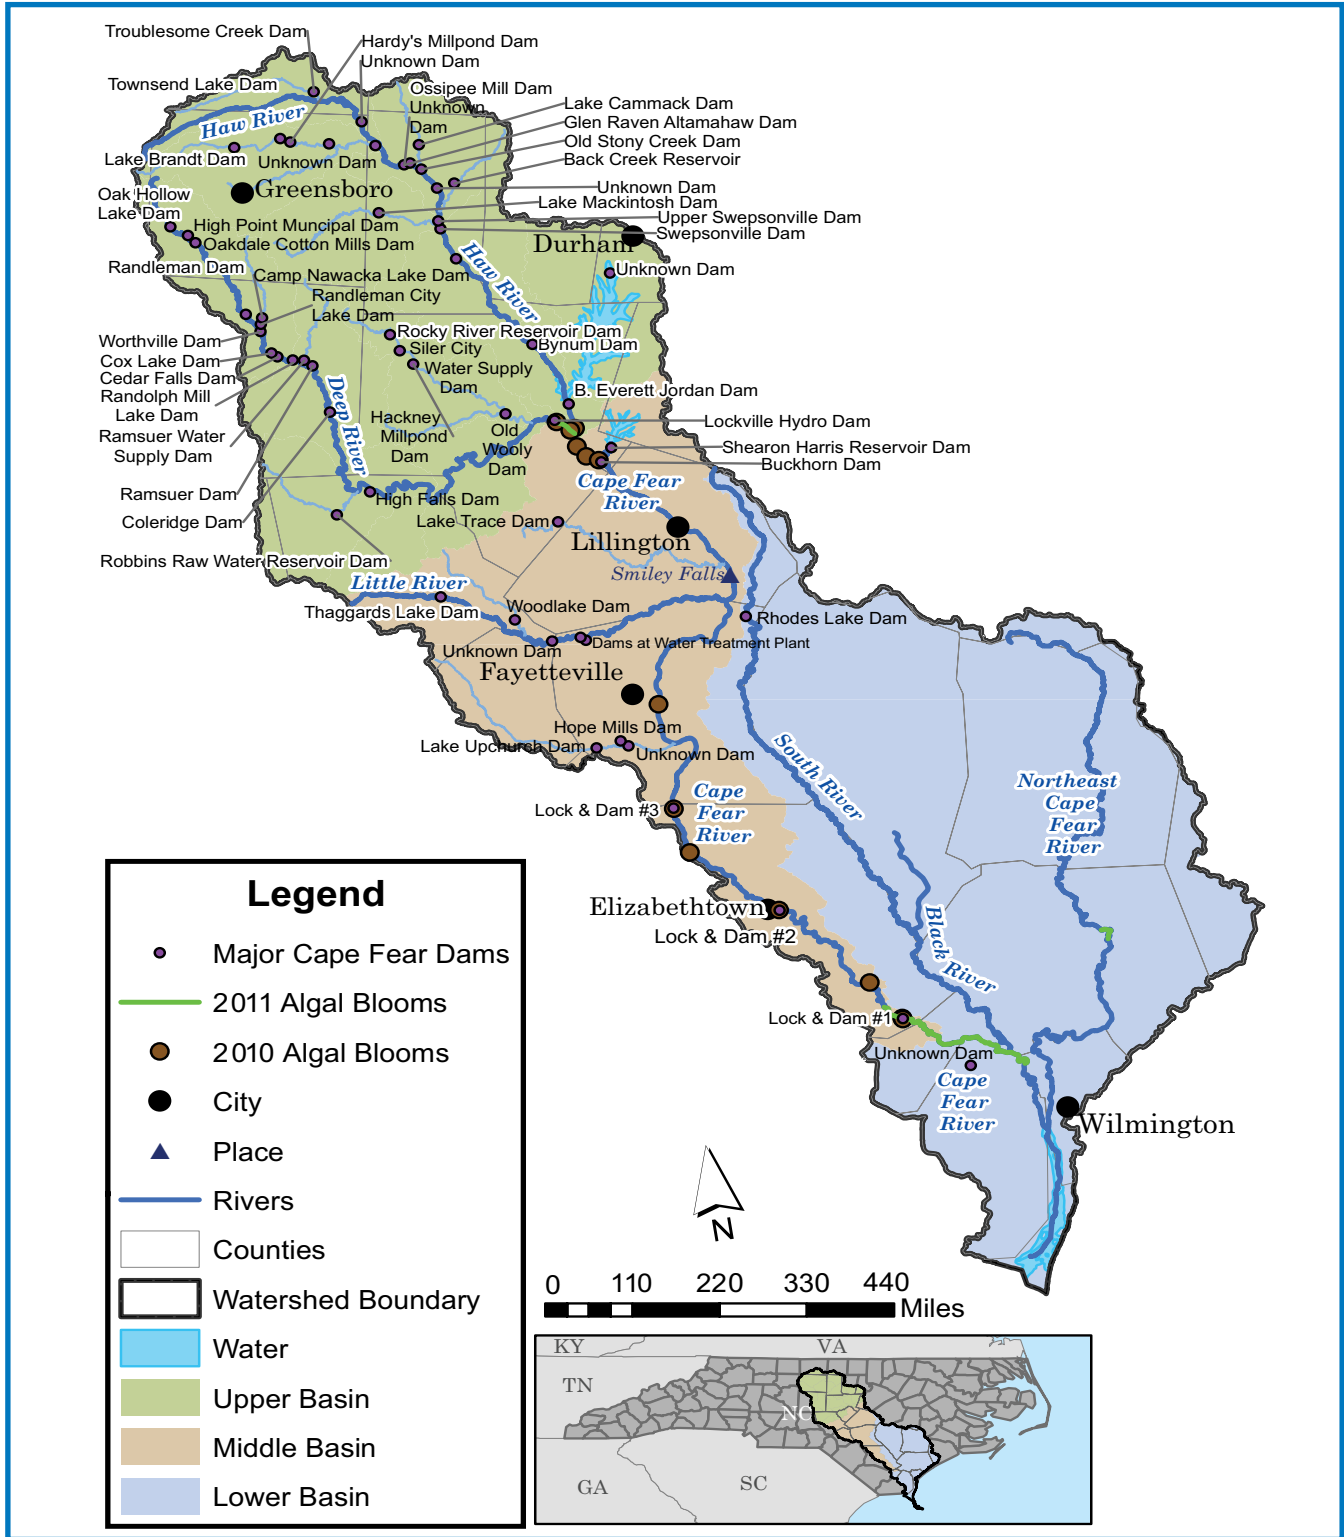 Troublesome Creek Dam
Hardy's Millpond Dam
Unknown Dam
Townsend Lake Dam
Ossipee Mill Dam
Unknown
Dam
Lake Cammack Dam
Glen Raven Altamahaw Dam
Old Stony Creek Dam
Back Creek Reservoir
Haw River
Lake Brandt Dam
Unknown Dam
Greensboro
Unknown Dam
Lake Mackintosh Dam
Upper Swepsonville Dam
Swepsonville Dam
Oak Hollow
Lake Dam
High Point Muncipal Dam
Oakdale Cotton Mills Dam
Durham
Randleman Dam
Camp Nawacka Lake Dam
Haw River
Unknown Dam
Randleman City
Lake Dam
Rocky River Reservoir Dam
Bynum Dam
Worthville Dam
Cox Lake Dam
Cedar Falls Dam
Randolph Mill
Lake Dam
Siler City
Water Supply
Dam
B. Everett Jordan Dam
Deep River
Hackney
Millpond
Dam
Old
Wooly
Dam
Lockville Hydro Dam
Shearon Harris Reservoir Dam
Buckhorn Dam
Ramsuer Water
Supply Dam
Ramsuer Dam
Coleridge Dam
High Falls Dam
Cape Fear
River
Lake Trace Dam
Lillington
Robbins Raw Water Reservoir Dam
Smiley Falls
Little River
Thaggards Lake Dam
Woodlake Dam
Rhodes Lake Dam
Unknown Dam
Dams at Water Treatment Plant
Fayetteville
Hope Mills Dam
Lake Upchurch Dam
Unknown Dam
South River
Northeast
Cape
Fear
River
Lock & Dam #3
Cape
Fear
River
Elizabethtown
Lock & Dam #2
Black River
Lock & Dam #1
Unknown Dam
Cape
Fear
River
Wilmington
Legend
Major Cape Fear Dams
2011 Algal Blooms
2010 Algal Blooms
City
Place
Rivers
Counties
Watershed Boundary
Water
Upper Basin
Middle Basin
Lower Basin
N
0 110 220 330 440
Miles
KY
VA
TN
NC
GA
SC